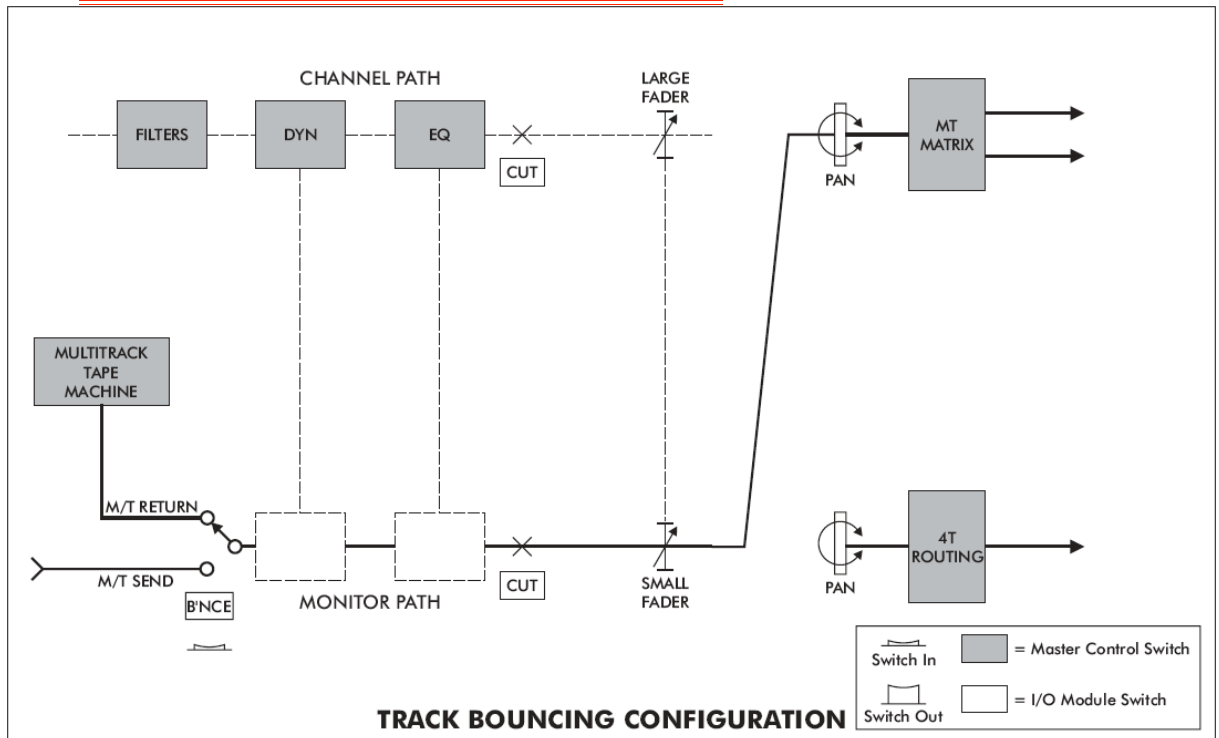 CHANNEL PATH
LARGE
FADER
FILTERS
DYN
EQ
CUT
PAN
MT
MATRIX
MULTITRACK
TAPE
MACHINE
M/T RETURN
M/T SEND
B'NCE
MONITOR PATH
CUT
SMALL
FADER
PAN
4T
ROUTING
Switch In
= Master Control Switch
Switch Out
= I/O Module Switch
TRACK BOUNCING CONFIGURATION